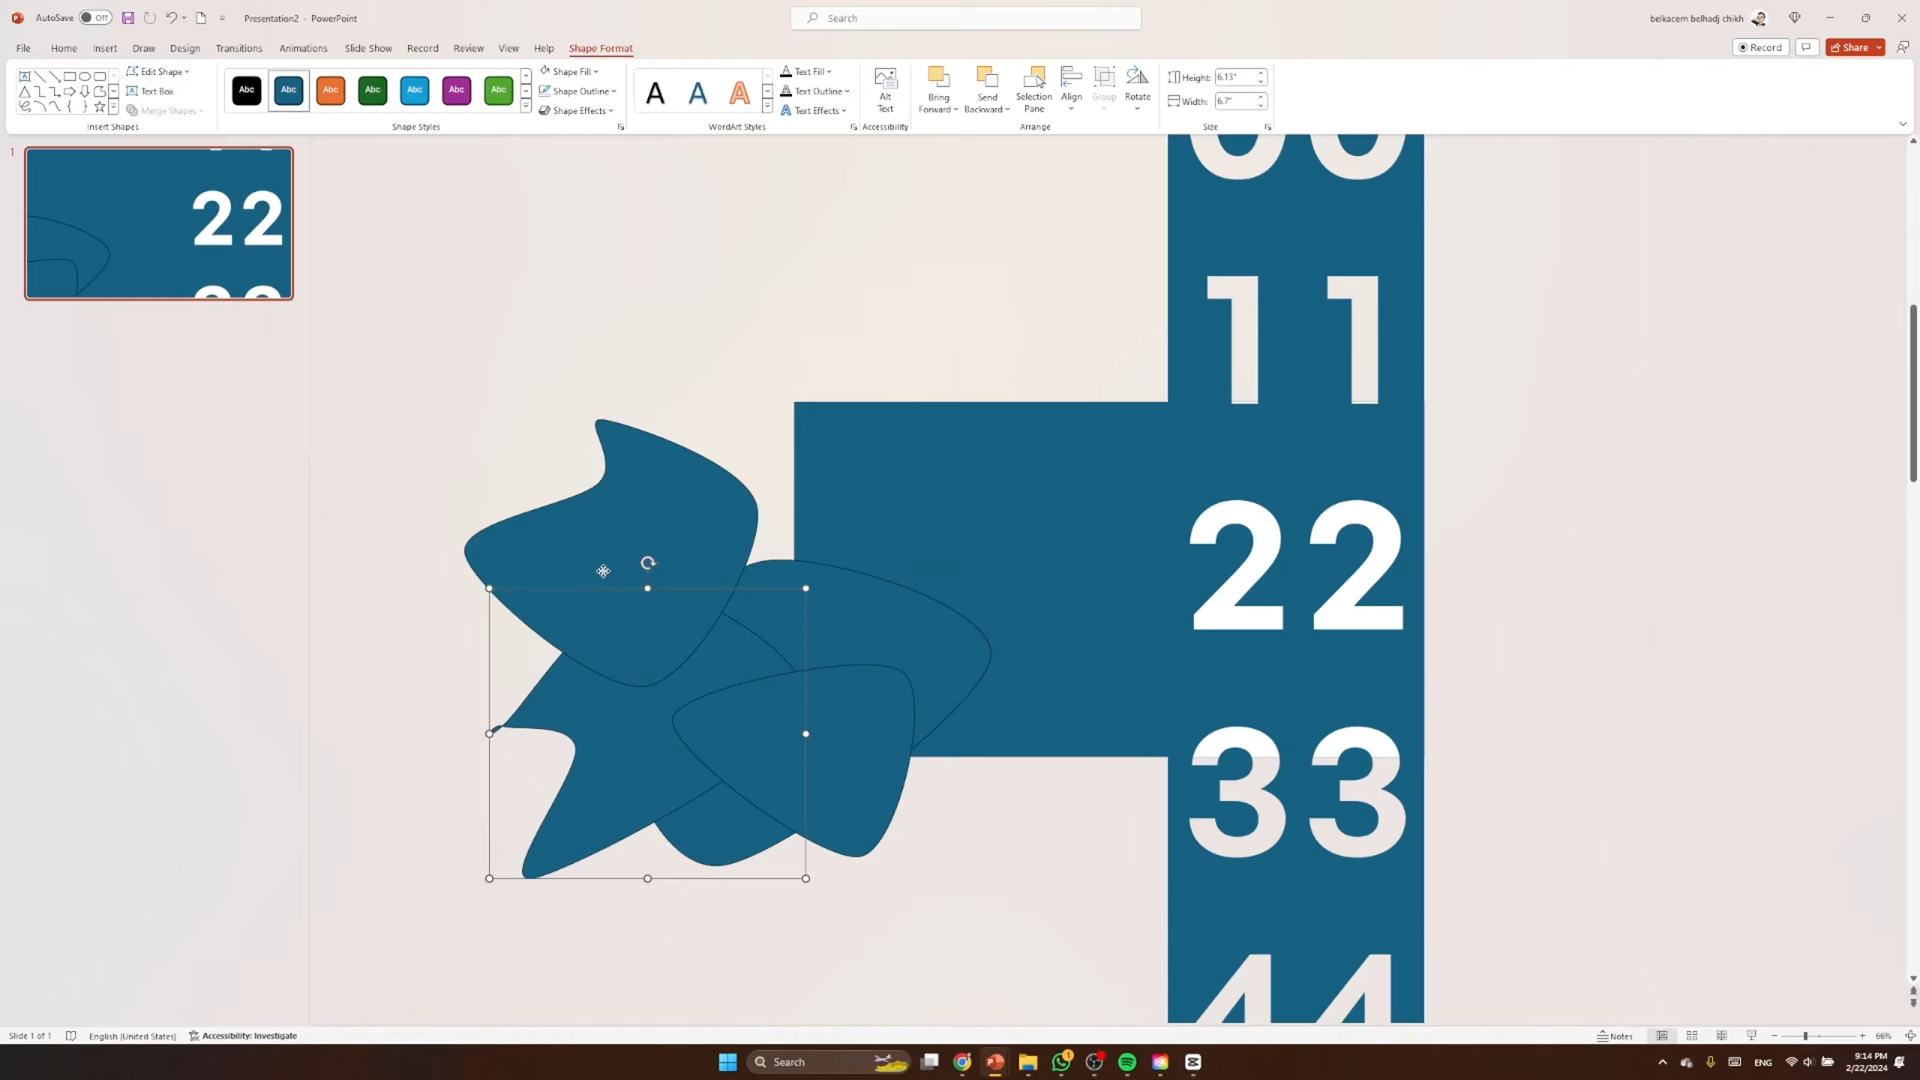 AutoSave Off
Presentation2 - PowerPoint
Search
belkacem belhadj chikh
File Home Insert Draw Design Transitions Animations Slide Show Record Review View Help Shape Format
Record Share
Edit Shape
Text Box
Merge Shapes
Insert Shapes
Abc Abc Abc Abc Abc Abc Abc
Shape Fill
Shape Outline
Shape Effects
Shape Styles
A A A
Text Fill
Text Outline
Text Effects
WordArt Styles
Alt
Text
Accessibility
Bring
Forward
Send
Backward
Selection
Pane
Align
Group
Rotate
Arrange
Height: 6.13"
Width: 6.7"
Size
1
22
33
00
11
22
33
44
Slide 1 of 1
English (United States)
Accessibility: Investigate
Notes
66%
Search
1
ENG
9:14 PM
2/22/2024